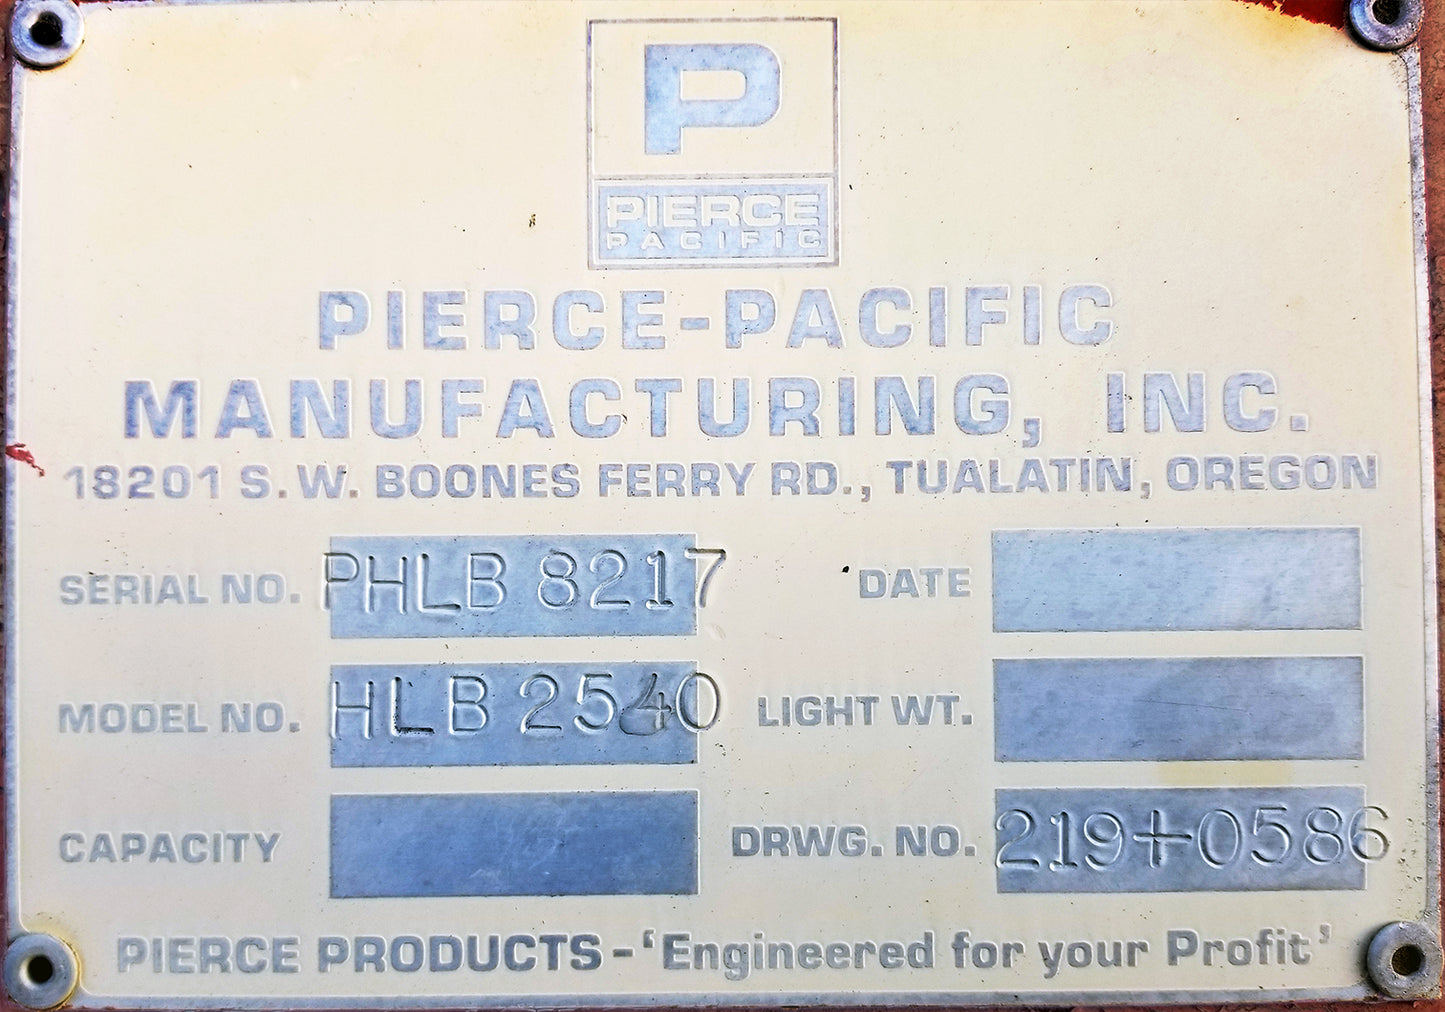 P
PIERCE
PACIFIC
PIERCE-PACIFIC
MANUFACTURING, INC.
18201 S.W. BOONES FERRY RD., TUALATIN, OREGON
SERIAL NO. PHLB 8217 DATE
MODEL NO. HLB 2540 LIGHT WT.
CAPACITY DRWG. NO. 219+0586
PIERCE PRODUCTS - 'Engineered for your Profit'